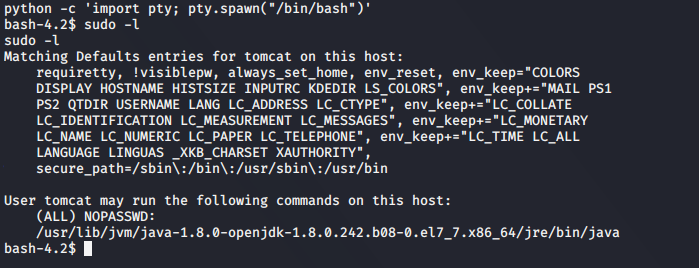 python -c 'import pty; pty.spawn("/bin/bash")'
bash-4.2$ sudo -l
sudo -l
Matching Defaults entries for tomcat on this host:
    requiretty, !visiblepw, always_set_home, env_reset, env_keep="COLORS
    DISPLAY HOSTNAME HISTSIZE INPUTRC KDEDIR LS_COLORS", env_keep+="MAIL PS1
    PS2 QTDIR USERNAME LANG LC_ADDRESS LC_CTYPE", env_keep+="LC_COLLATE
    LC_IDENTIFICATION LC_MEASUREMENT LC_MESSAGES", env_keep+="LC_MONETARY
    LC_NAME LC_NUMERIC LC_PAPER LC_TELEPHONE", env_keep+="LC_TIME LC_ALL
    LANGUAGE LINGUAS _XKB_CHARSET XAUTHORITY",
    secure_path=/sbin\:/bin\:/usr/sbin\:/usr/bin

User tomcat may run the following commands on this host:
    (ALL) NOPASSWD:
    /usr/lib/jvm/java-1.8.0-openjdk-1.8.0.242.b08-0.el7_7.x86_64/jre/bin/java
bash-4.2$